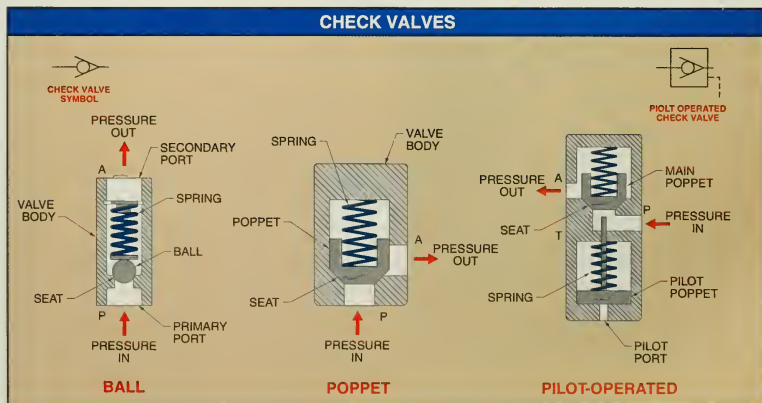 CHECK VALVES
CHECK VALVE
SYMBOL
PIOLT OPERATED
CHECK VALVE
PRESSURE
OUT
A
SECONDARY
PORT
VALVE
BODY
SPRING
BALL
SEAT
P
PRIMARY
PORT
PRESSURE
IN
BALL
SPRING
VALVE
BODY
POPPET
A
PRESSURE
OUT
SEAT
P
PRESSURE
IN
POPPET
A
PRESSURE
OUT
MAIN
POPPET
SEAT
P
PRESSURE
IN
T
SPRING
PILOT
POPPET
PILOT
PORT
PILOT-OPERATED